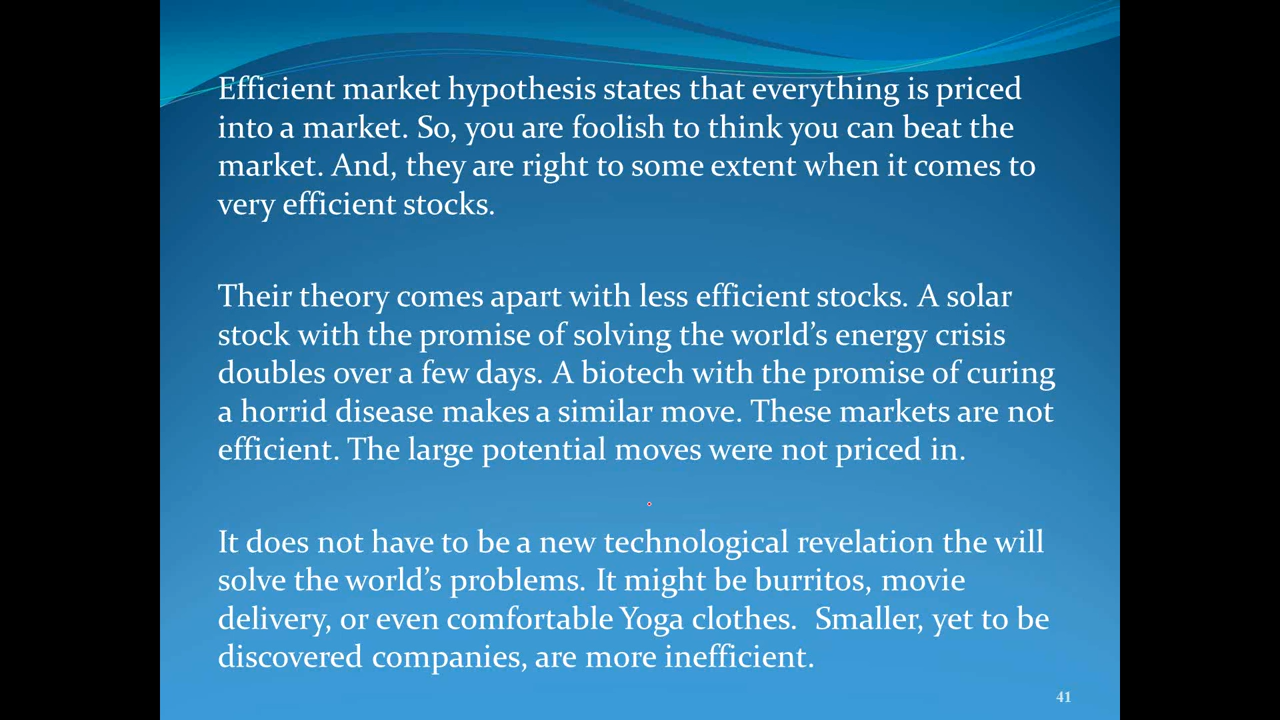 Efficient market hypothesis states that everything is priced
into a market. So, you are foolish to think you can beat the
market. And, they are right to some extent when it comes to
very efficient stocks.
Their theory comes apart with less efficient stocks. A solar
stock with the promise of solving the world’s energy crisis
doubles over a few days. A biotech with the promise of curing
a horrid disease makes a similar move. These markets are not
efficient. The large potential moves were not priced in.
It does not have to be a new technological revelation the will
solve the world’s problems. It might be burritos, movie
delivery, or even comfortable Yoga clothes.  Smaller, yet to be
discovered companies, are more inefficient.
41